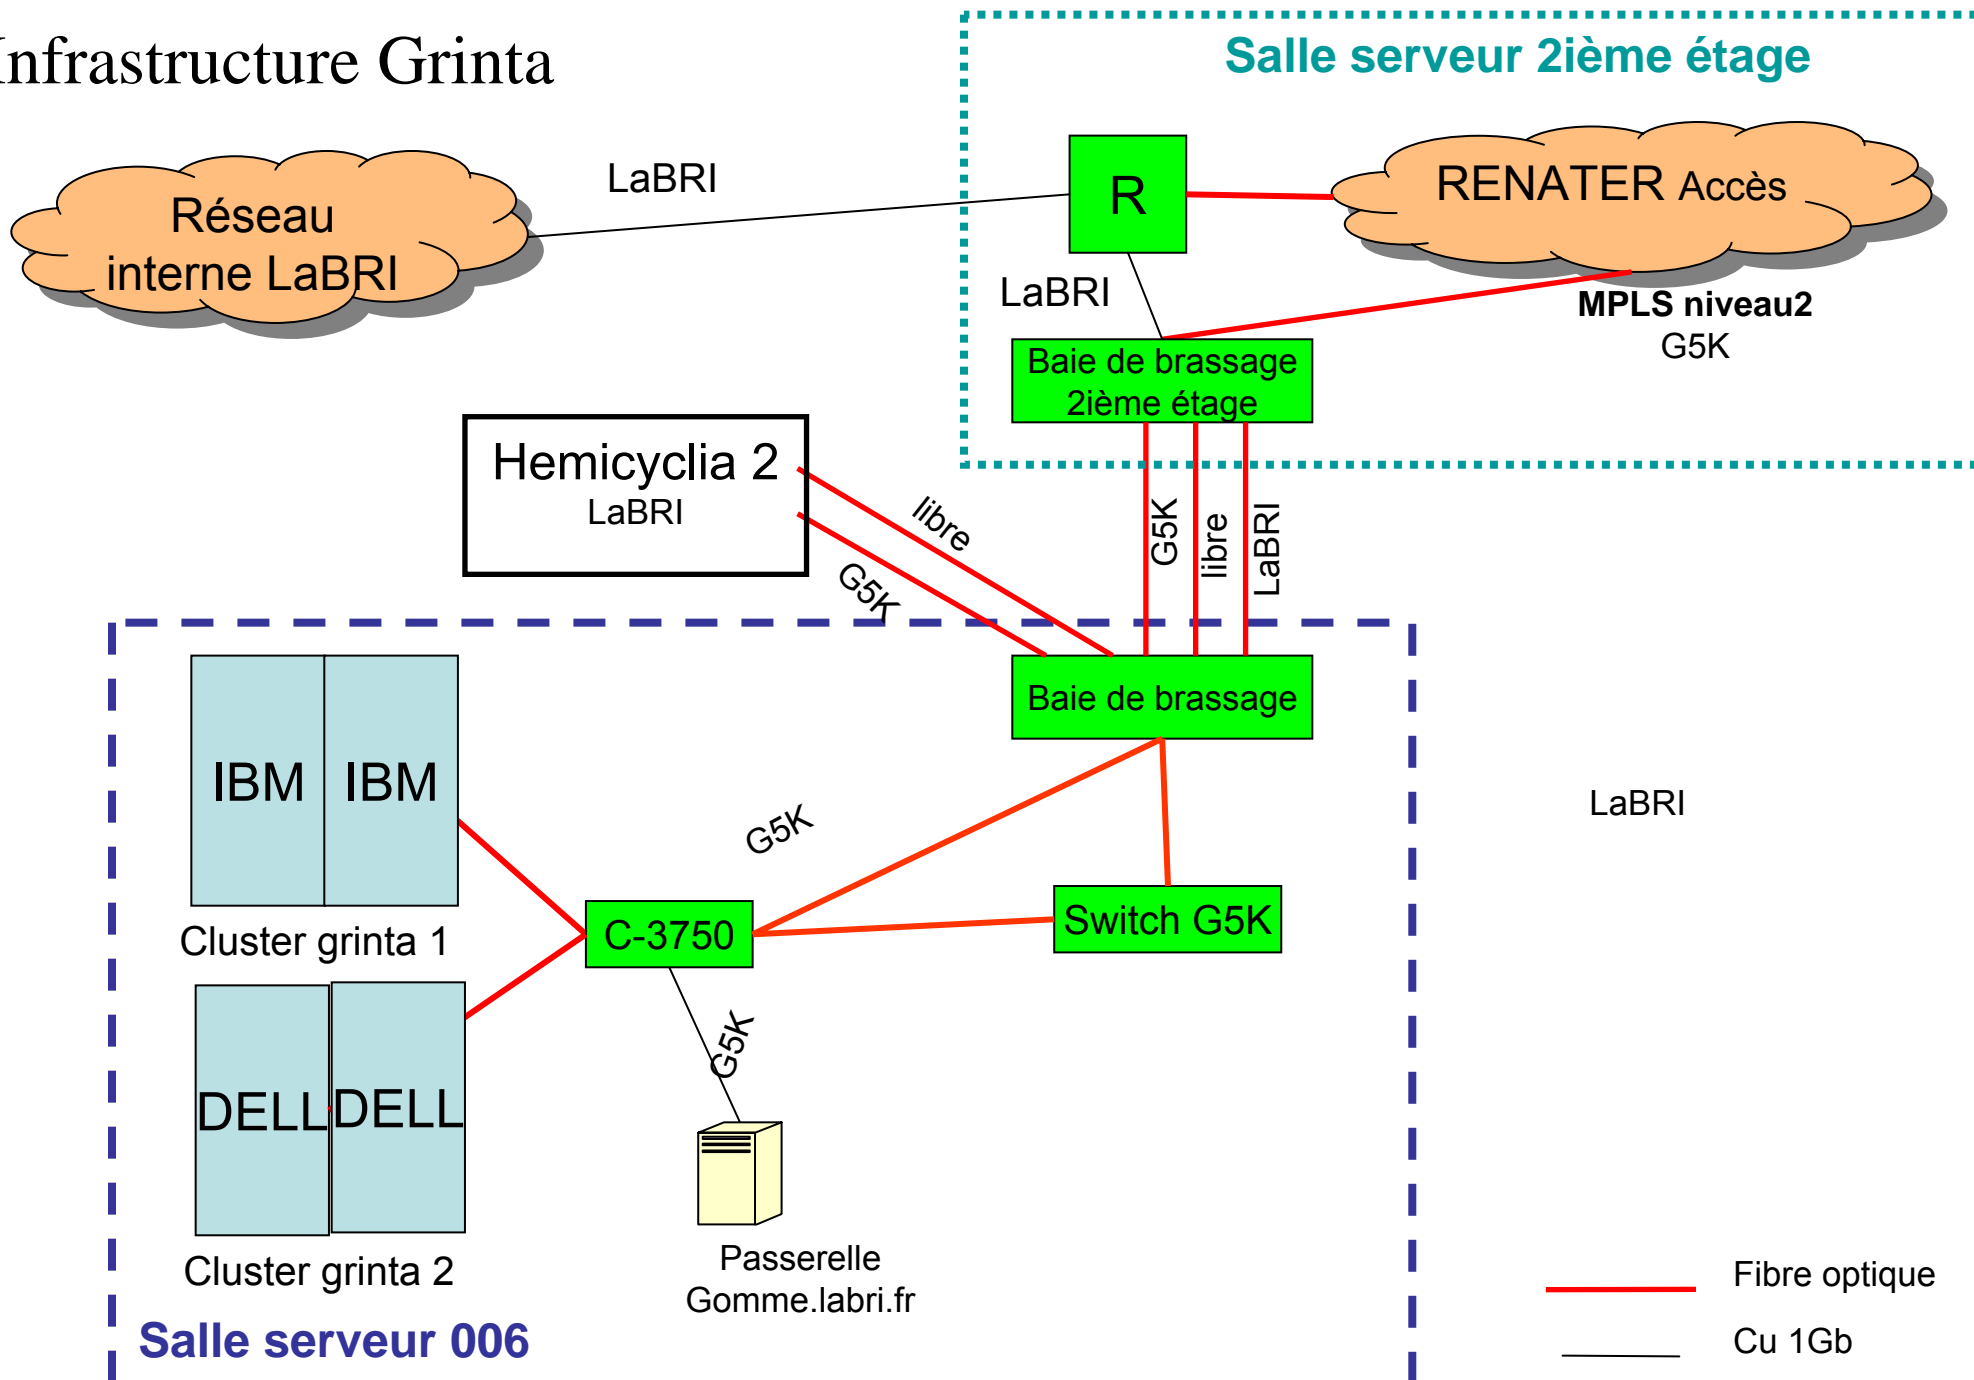 Infrastructure Grinta
Salle serveur 2ième étage
LaBRI
R
RENATER Accès
Réseau
interne LaBRI
LaBRI
MPLS niveau2
G5K
Baie de brassage
2ième étage
Hemicyclia 2
LaBRI
libre
G5K
G5K
libre
LaBRI
Baie de brassage
IBM
IBM
G5K
LaBRI
Cluster grinta 1
C-3750
Switch G5K
G5K
DELL
DELL
Cluster grinta 2
Passerelle
Gomme.labri.fr
Salle serveur 006
Fibre optique
Cu 1Gb